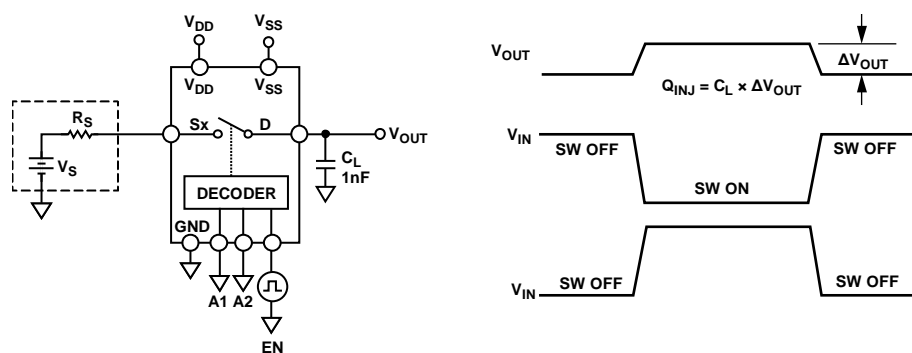 VDD
VSS
VDD
VSS
RS
VS
Sx
D
VOUT
CL
1nF
DECODER
GND
A1
A2
EN
VOUT
ΔVOUT
QINJ = CL × ΔVOUT
VIN
SW OFF
SW OFF
SW ON
VIN
SW OFF
SW OFF